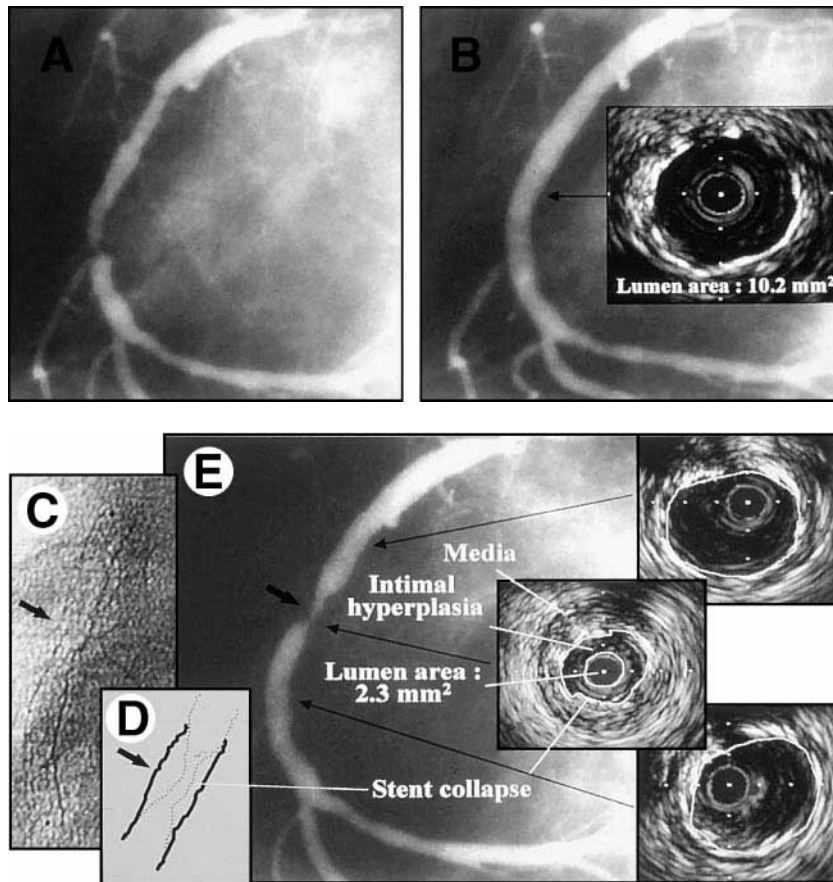 A
B
Lumen area : 10.2 mm²
C
E
Media
Intimal
hyperplasia
Lumen area :
2.3 mm²
D
Stent collapse